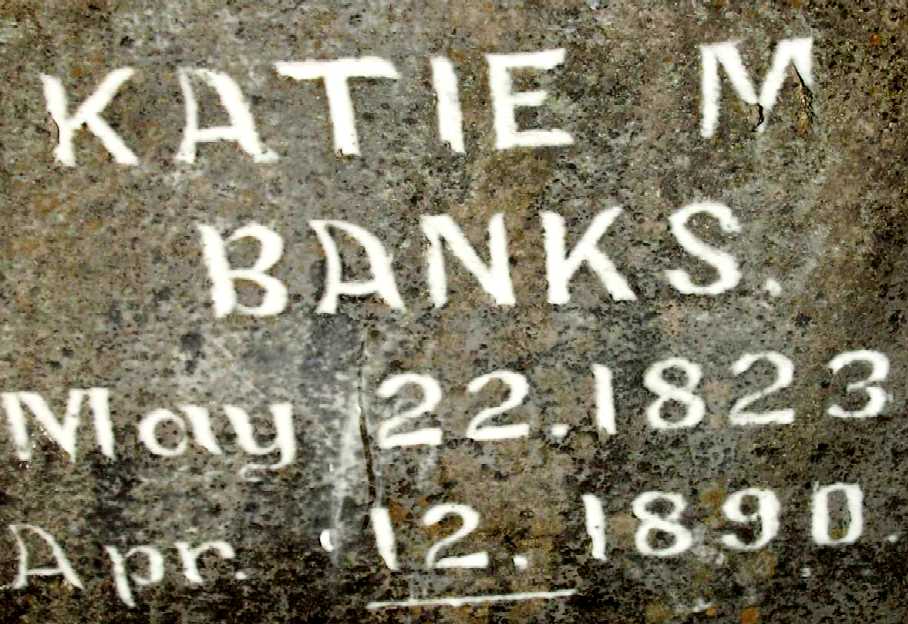 KATIE M
BANKS.
May 22.1823
Apr. 12. 1890.